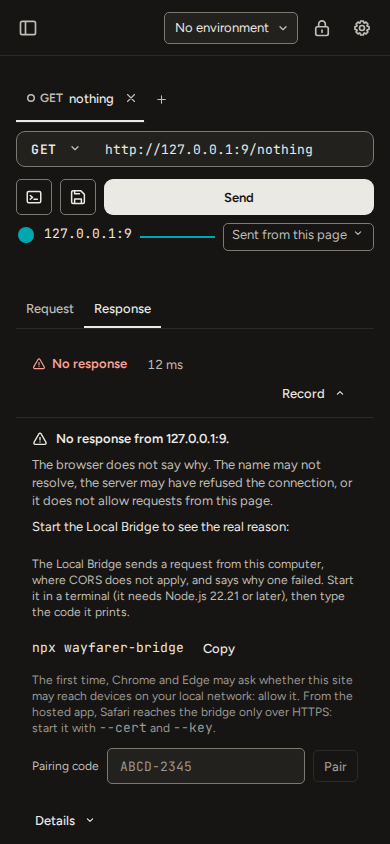 No environment
GET nothing
GET http://127.0.0.1:9/nothing
Send
127.0.0.1:9 Sent from this page
Request Response
No response 12 ms
Record
No response from 127.0.0.1:9.
The browser does not say why. The name may not
resolve, the server may have refused the connection, or
it does not allow requests from this page.
Start the Local Bridge to see the real reason:
The Local Bridge sends a request from this computer,
where CORS does not apply, and says why one failed. Start
it in a terminal (it needs Node.js 22.21 or later), then type
the code it prints.
npx wayfarer-bridge Copy
The first time, Chrome and Edge may ask whether this site
may reach devices on your local network: allow it. From the
hosted app, Safari reaches the bridge only over HTTPS:
start it with --cert and --key.
Pairing code ABCD-2345 Pair
Details